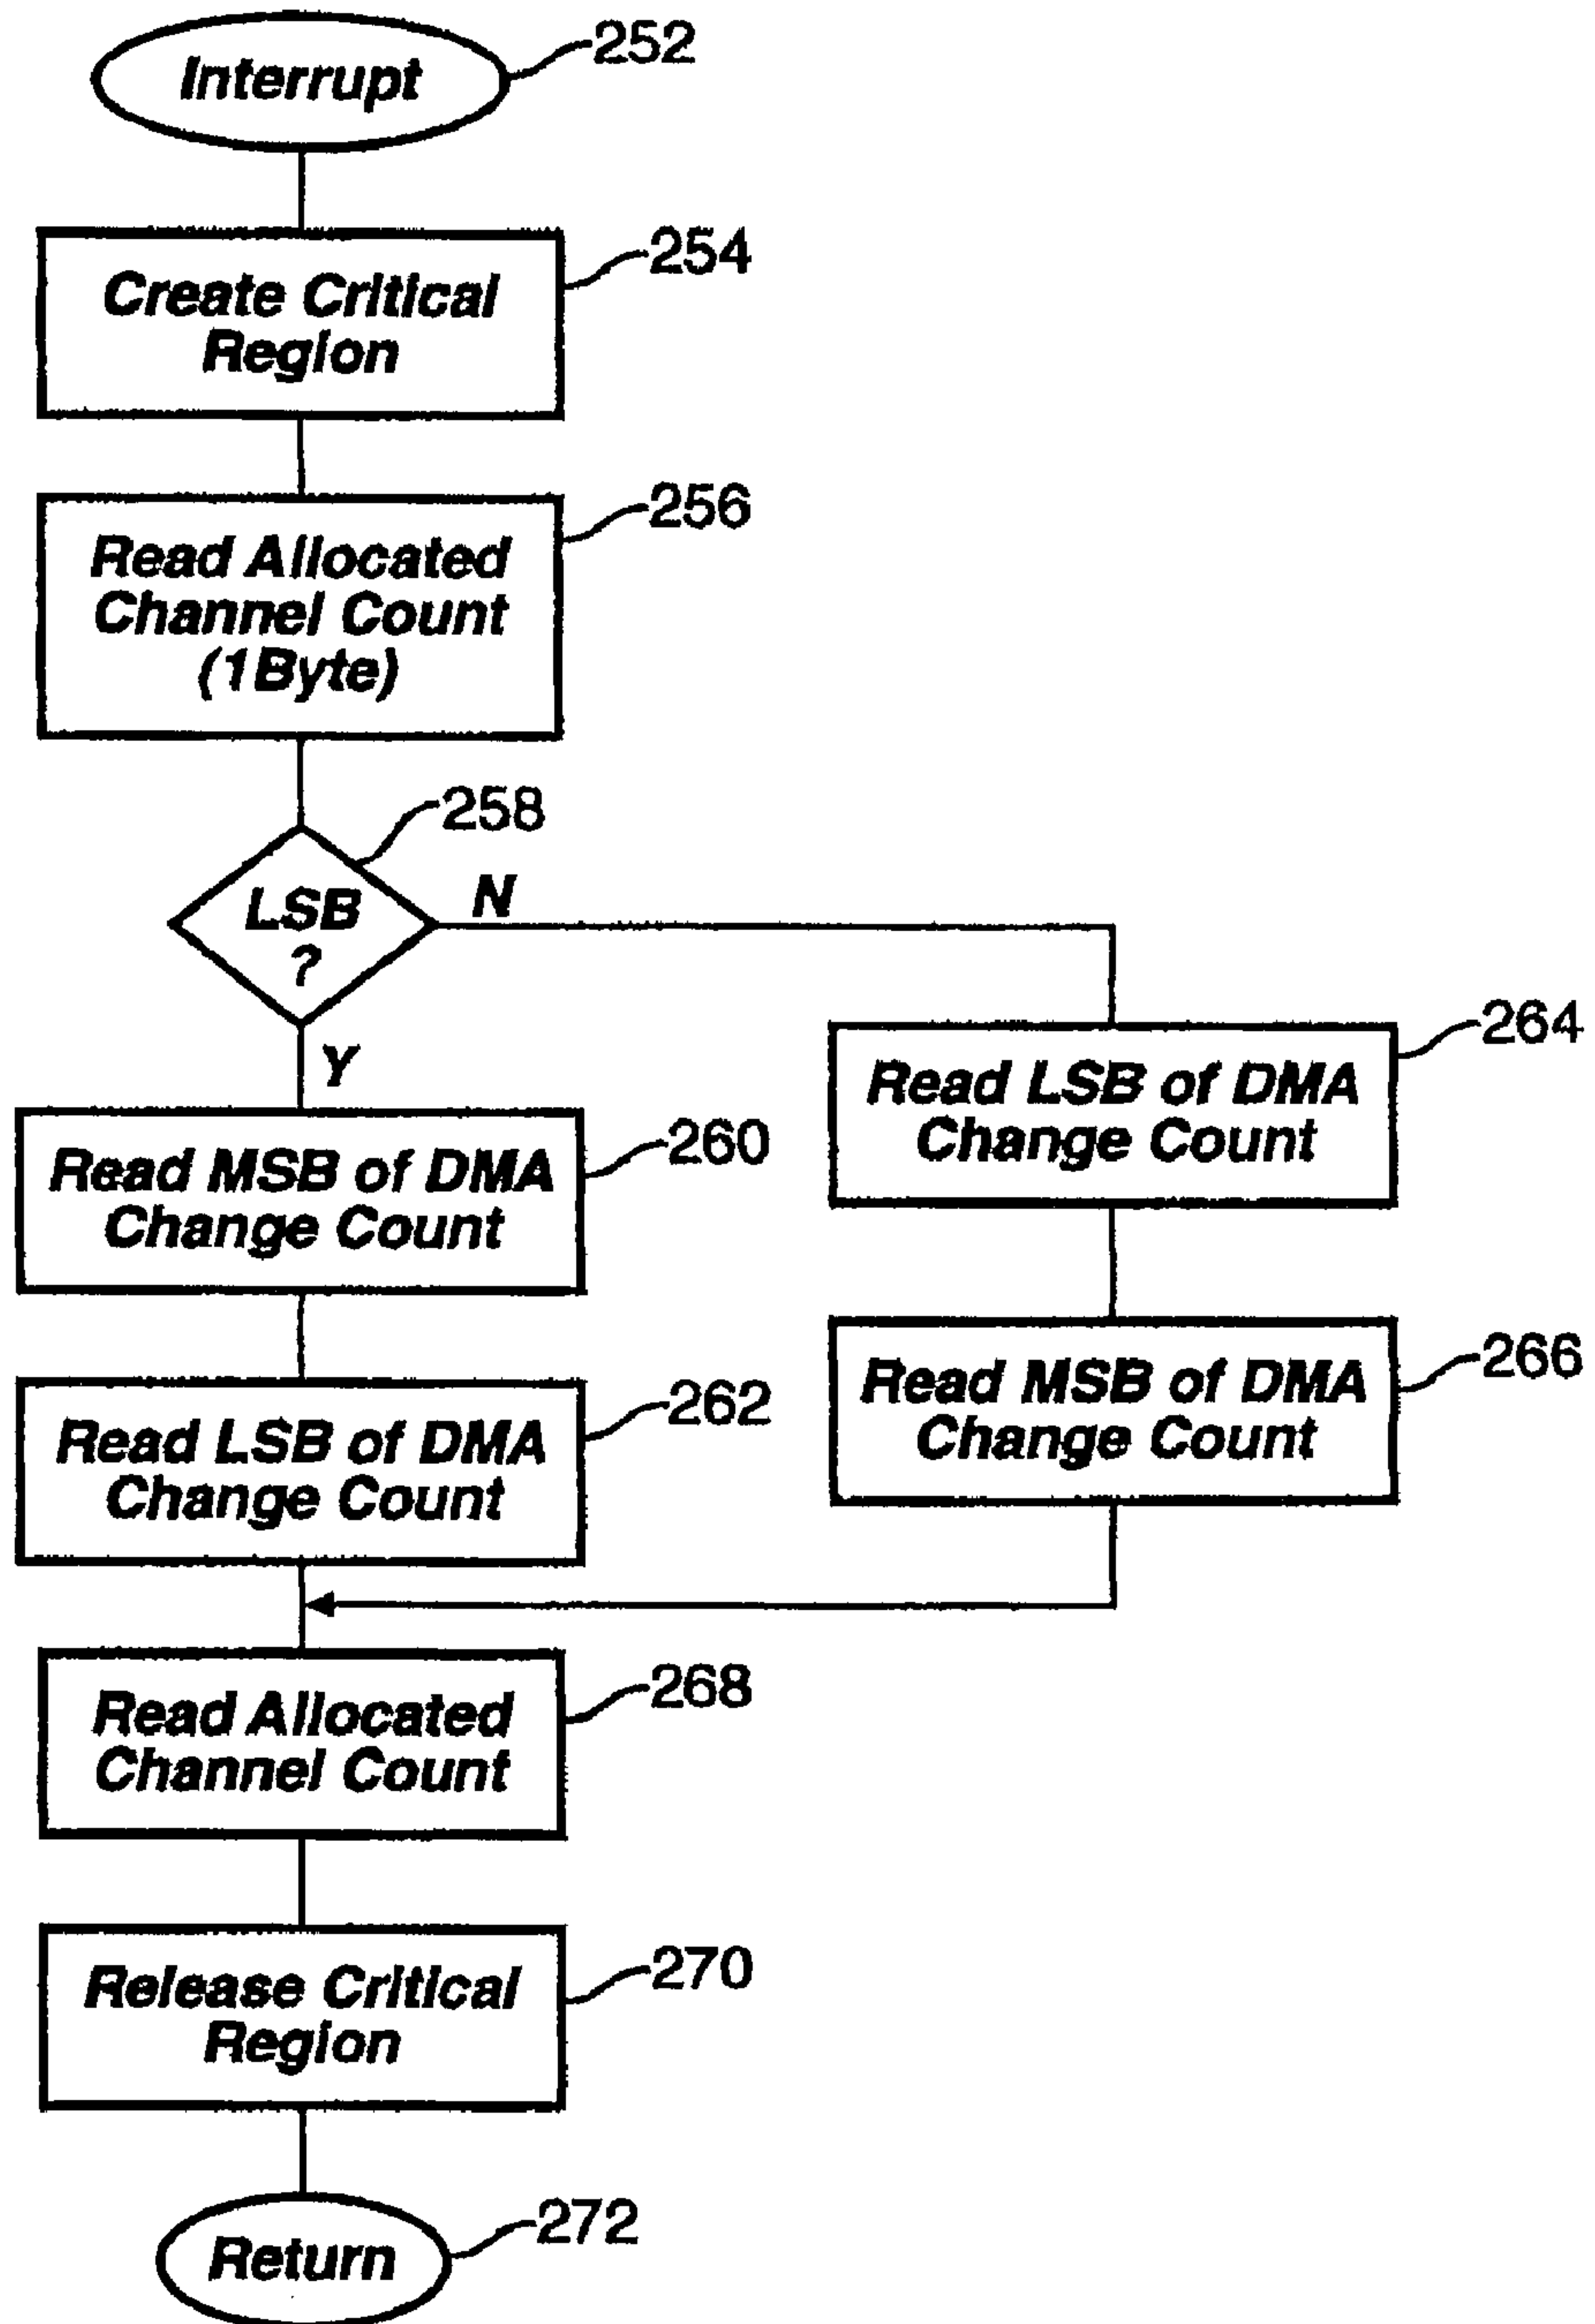 Interrupt
252
Create Critical
Region
254
Read Allocated
Channel Count
(1Byte)
256
LSB
?
258
N
Y
Read MSB of DMA
Change Count
260
Read LSB of DMA
Change Count
262
Read LSB of DMA
Change Count
264
Read MSB of DMA
Change Count
266
Read Allocated
Channel Count
268
Release Critical
Region
270
Return
272